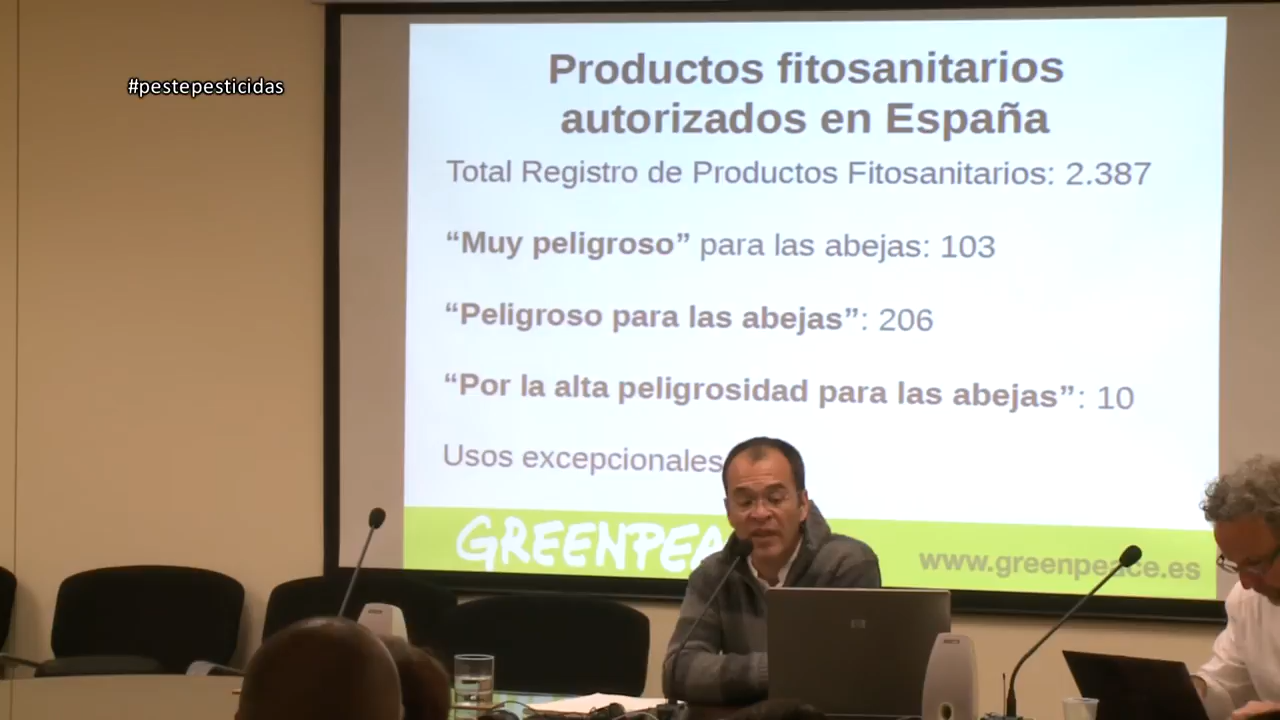 #pestepesticidas
Productos fitosanitarios
autorizados en España
Total Registro de Productos Fitosanitarios: 2.387
“Muy peligroso” para las abejas: 103
“Peligroso para las abejas”: 206
“Por la alta peligrosidad para las abejas”: 10
Usos excepcionales
GREENPEA
www.greenpeace.es
hp